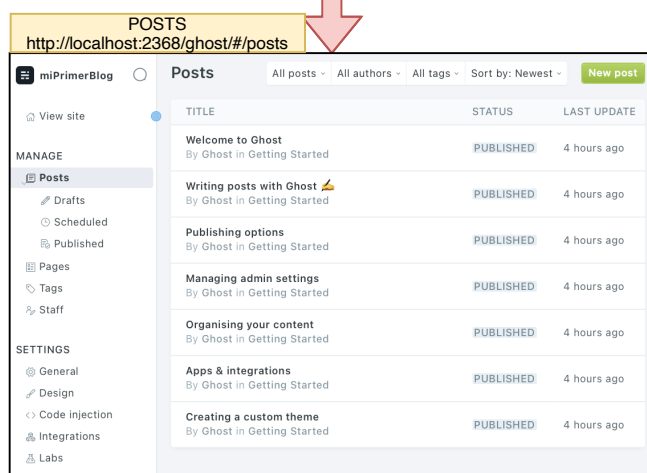 POSTS
http://localhost:2368/ghost/#/posts
miPrimerBlog
View site
MANAGE
Posts
Drafts
Scheduled
Published
Pages
Tags
Staff
SETTINGS
General
Design
Code injection
Integrations
Labs
Posts
All posts All authors All tags Sort by: Newest New post
TITLE STATUS LAST UPDATE
Welcome to Ghost
By Ghost in Getting Started
PUBLISHED 4 hours ago
Writing posts with Ghost ✍️
By Ghost in Getting Started
PUBLISHED 4 hours ago
Publishing options
By Ghost in Getting Started
PUBLISHED 4 hours ago
Managing admin settings
By Ghost in Getting Started
PUBLISHED 4 hours ago
Organising your content
By Ghost in Getting Started
PUBLISHED 4 hours ago
Apps & integrations
By Ghost in Getting Started
PUBLISHED 4 hours ago
Creating a custom theme
By Ghost in Getting Started
PUBLISHED 4 hours ago